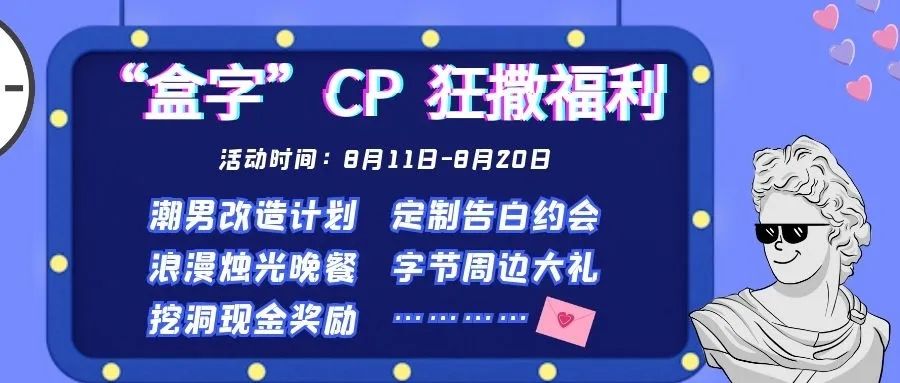 “盒字”CP 狂撒福利
活动时间：8月11日-8月20日
潮男改造计划 定制告白约会
浪漫烛光晚餐 字节周边大礼
挖洞现金奖励 …………